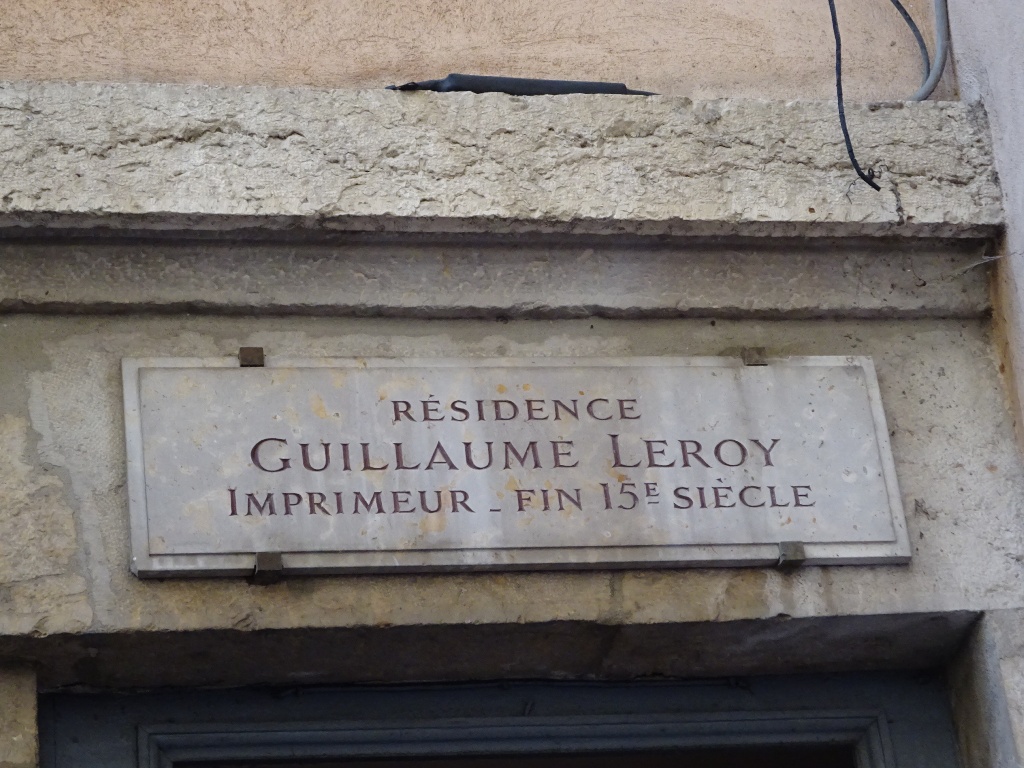 RÉSIDENCE
GUILLAUME LEROY
IMPRIMEUR - FIN 15E SIÈCLE